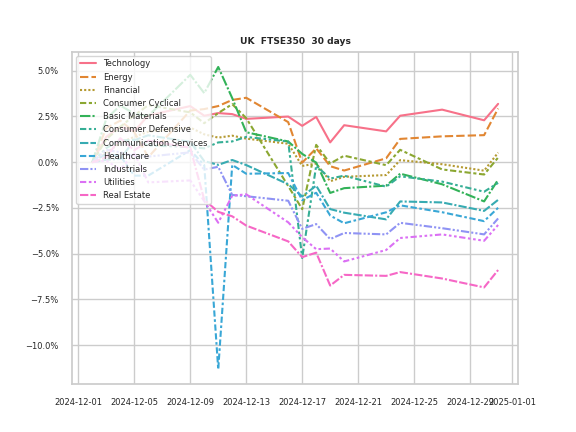 UK  FTSE350  30 days
Technology
Energy
Financial
Consumer Cyclical
Basic Materials
Consumer Defensive
Communication Services
Healthcare
Industrials
Utilities
Real Estate
5.0%
2.5%
0.0%
−2.5%
−5.0%
−7.5%
−10.0%
2024-12-01 2024-12-05 2024-12-09 2024-12-13 2024-12-17 2024-12-21 2024-12-25 2024-12-29 2025-01-01